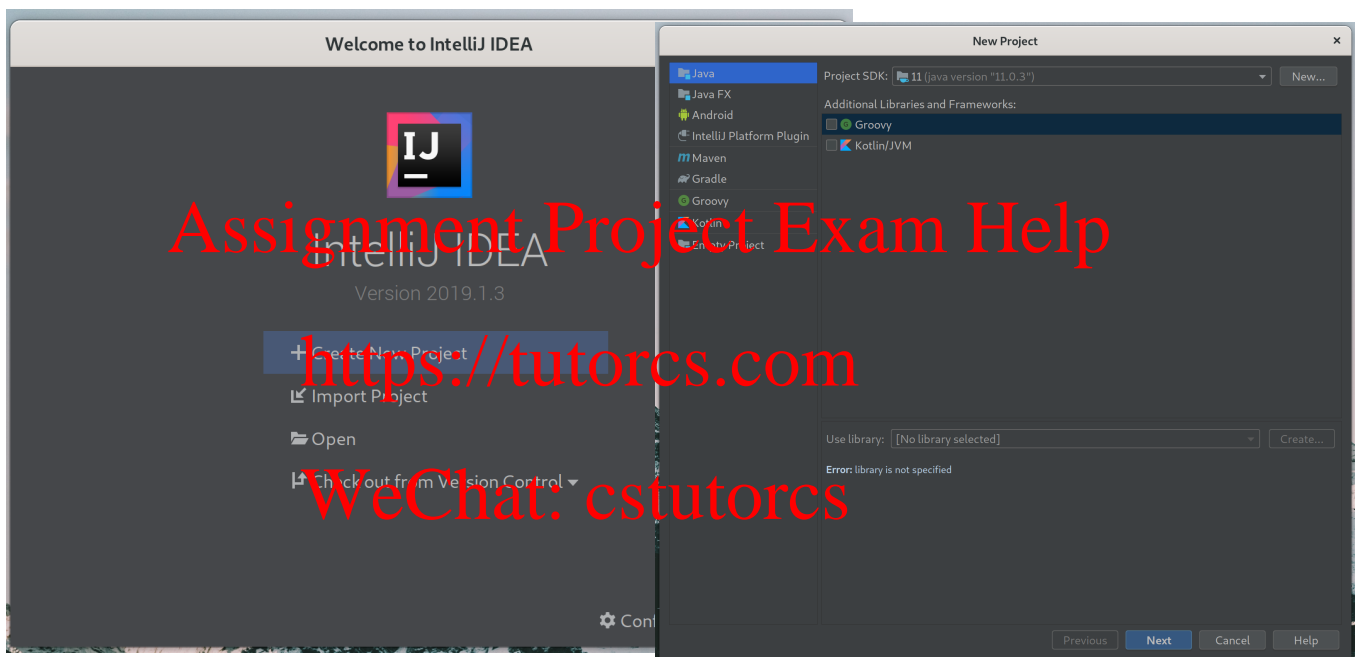 Welcome to IntelliJ IDEA
IJ
IntelliJ IDEA
Version 2019.1.3
Create New Project
Import Project
Open
Check out from Version Control
Conf
New Project
Java
Java FX
Android
IntelliJ Platform Plugin
Maven
Gradle
Groovy
Kotlin
Empty Project
Project SDK: 11 (java version "11.0.3") New...
Additional Libraries and Frameworks:
Groovy
Kotlin/JVM
Use library: [No library selected] Create...
Error: library is not specified
Previous Next Cancel Help
Assignment Project Exam Help
https://tutorcs.com
WeChat: cstutorcs